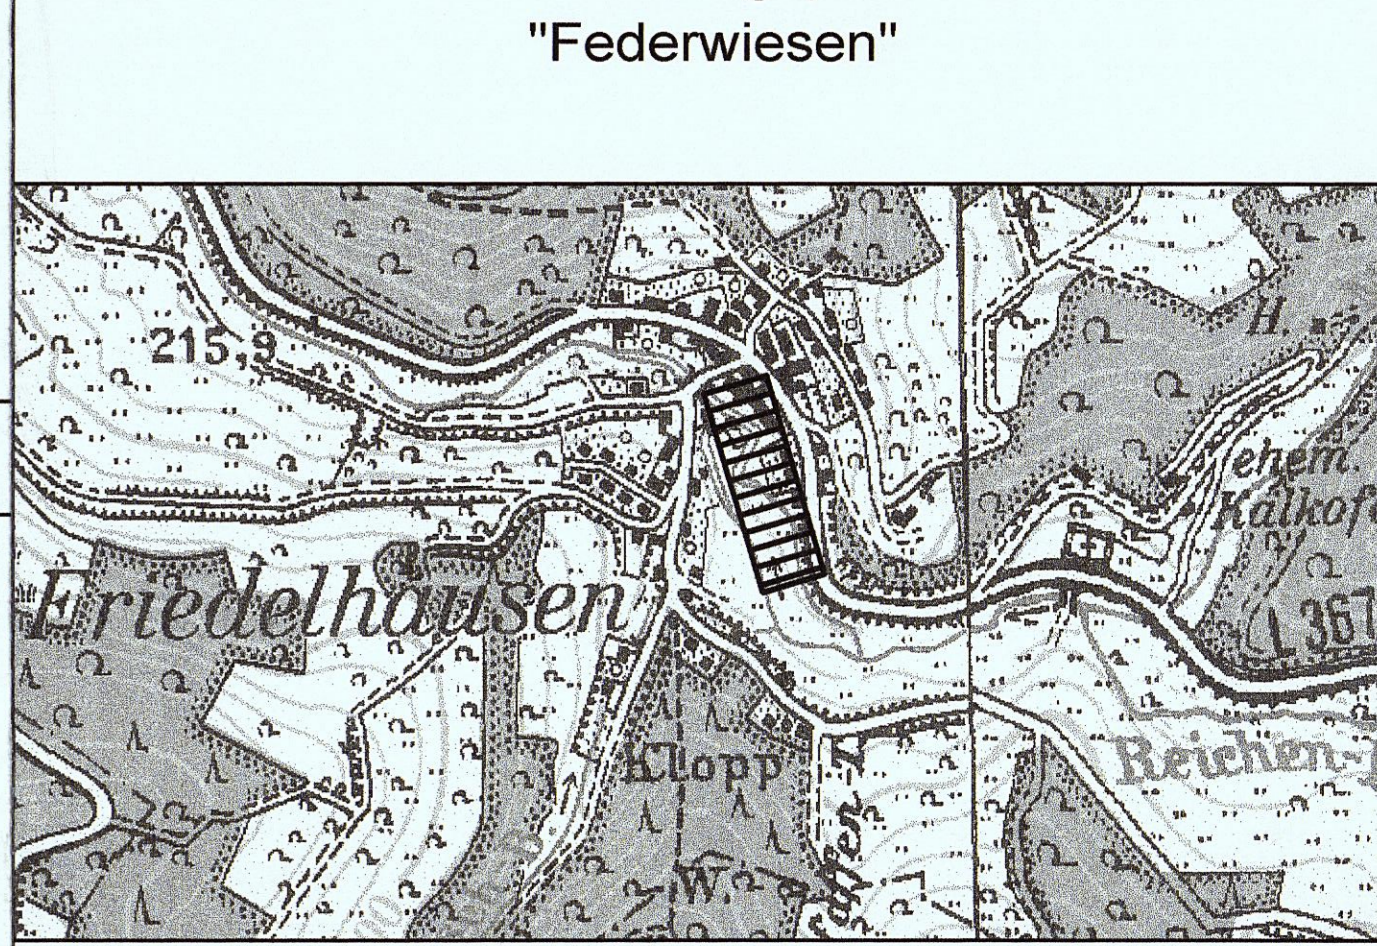 "Federwiesen"
215,9
H.
ehem.
Kalkof
Friedelhausen
L 367
Klopp
Reichen-
W.